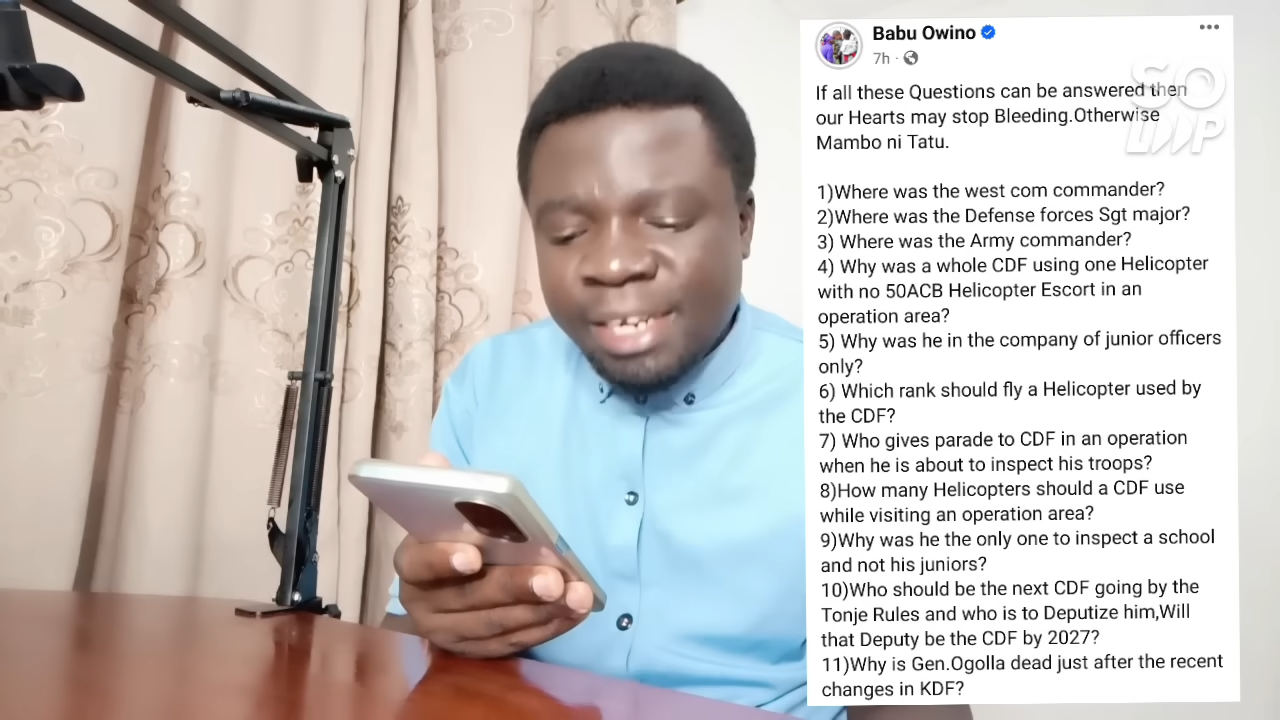 Babu Owino
7h
If all these Questions can be answered then
our Hearts may stop Bleeding.Otherwise
Mambo ni Tatu.
1)Where was the west com commander?
2)Where was the Defense forces Sgt major?
3) Where was the Army commander?
4) Why was a whole CDF using one Helicopter
with no 50ACB Helicopter Escort in an
operation area?
5) Why was he in the company of junior officers
only?
6) Which rank should fly a Helicopter used by
the CDF?
7) Who gives parade to CDF in an operation
when he is about to inspect his troops?
8)How many Helicopters should a CDF use
while visiting an operation area?
9)Why was he the only one to inspect a school
and not his juniors?
10)Who should be the next CDF going by the
Tonje Rules and who is to Deputize him,Will
that Deputy be the CDF by 2027?
11)Why is Gen.Ogolla dead just after the recent
changes in KDF?